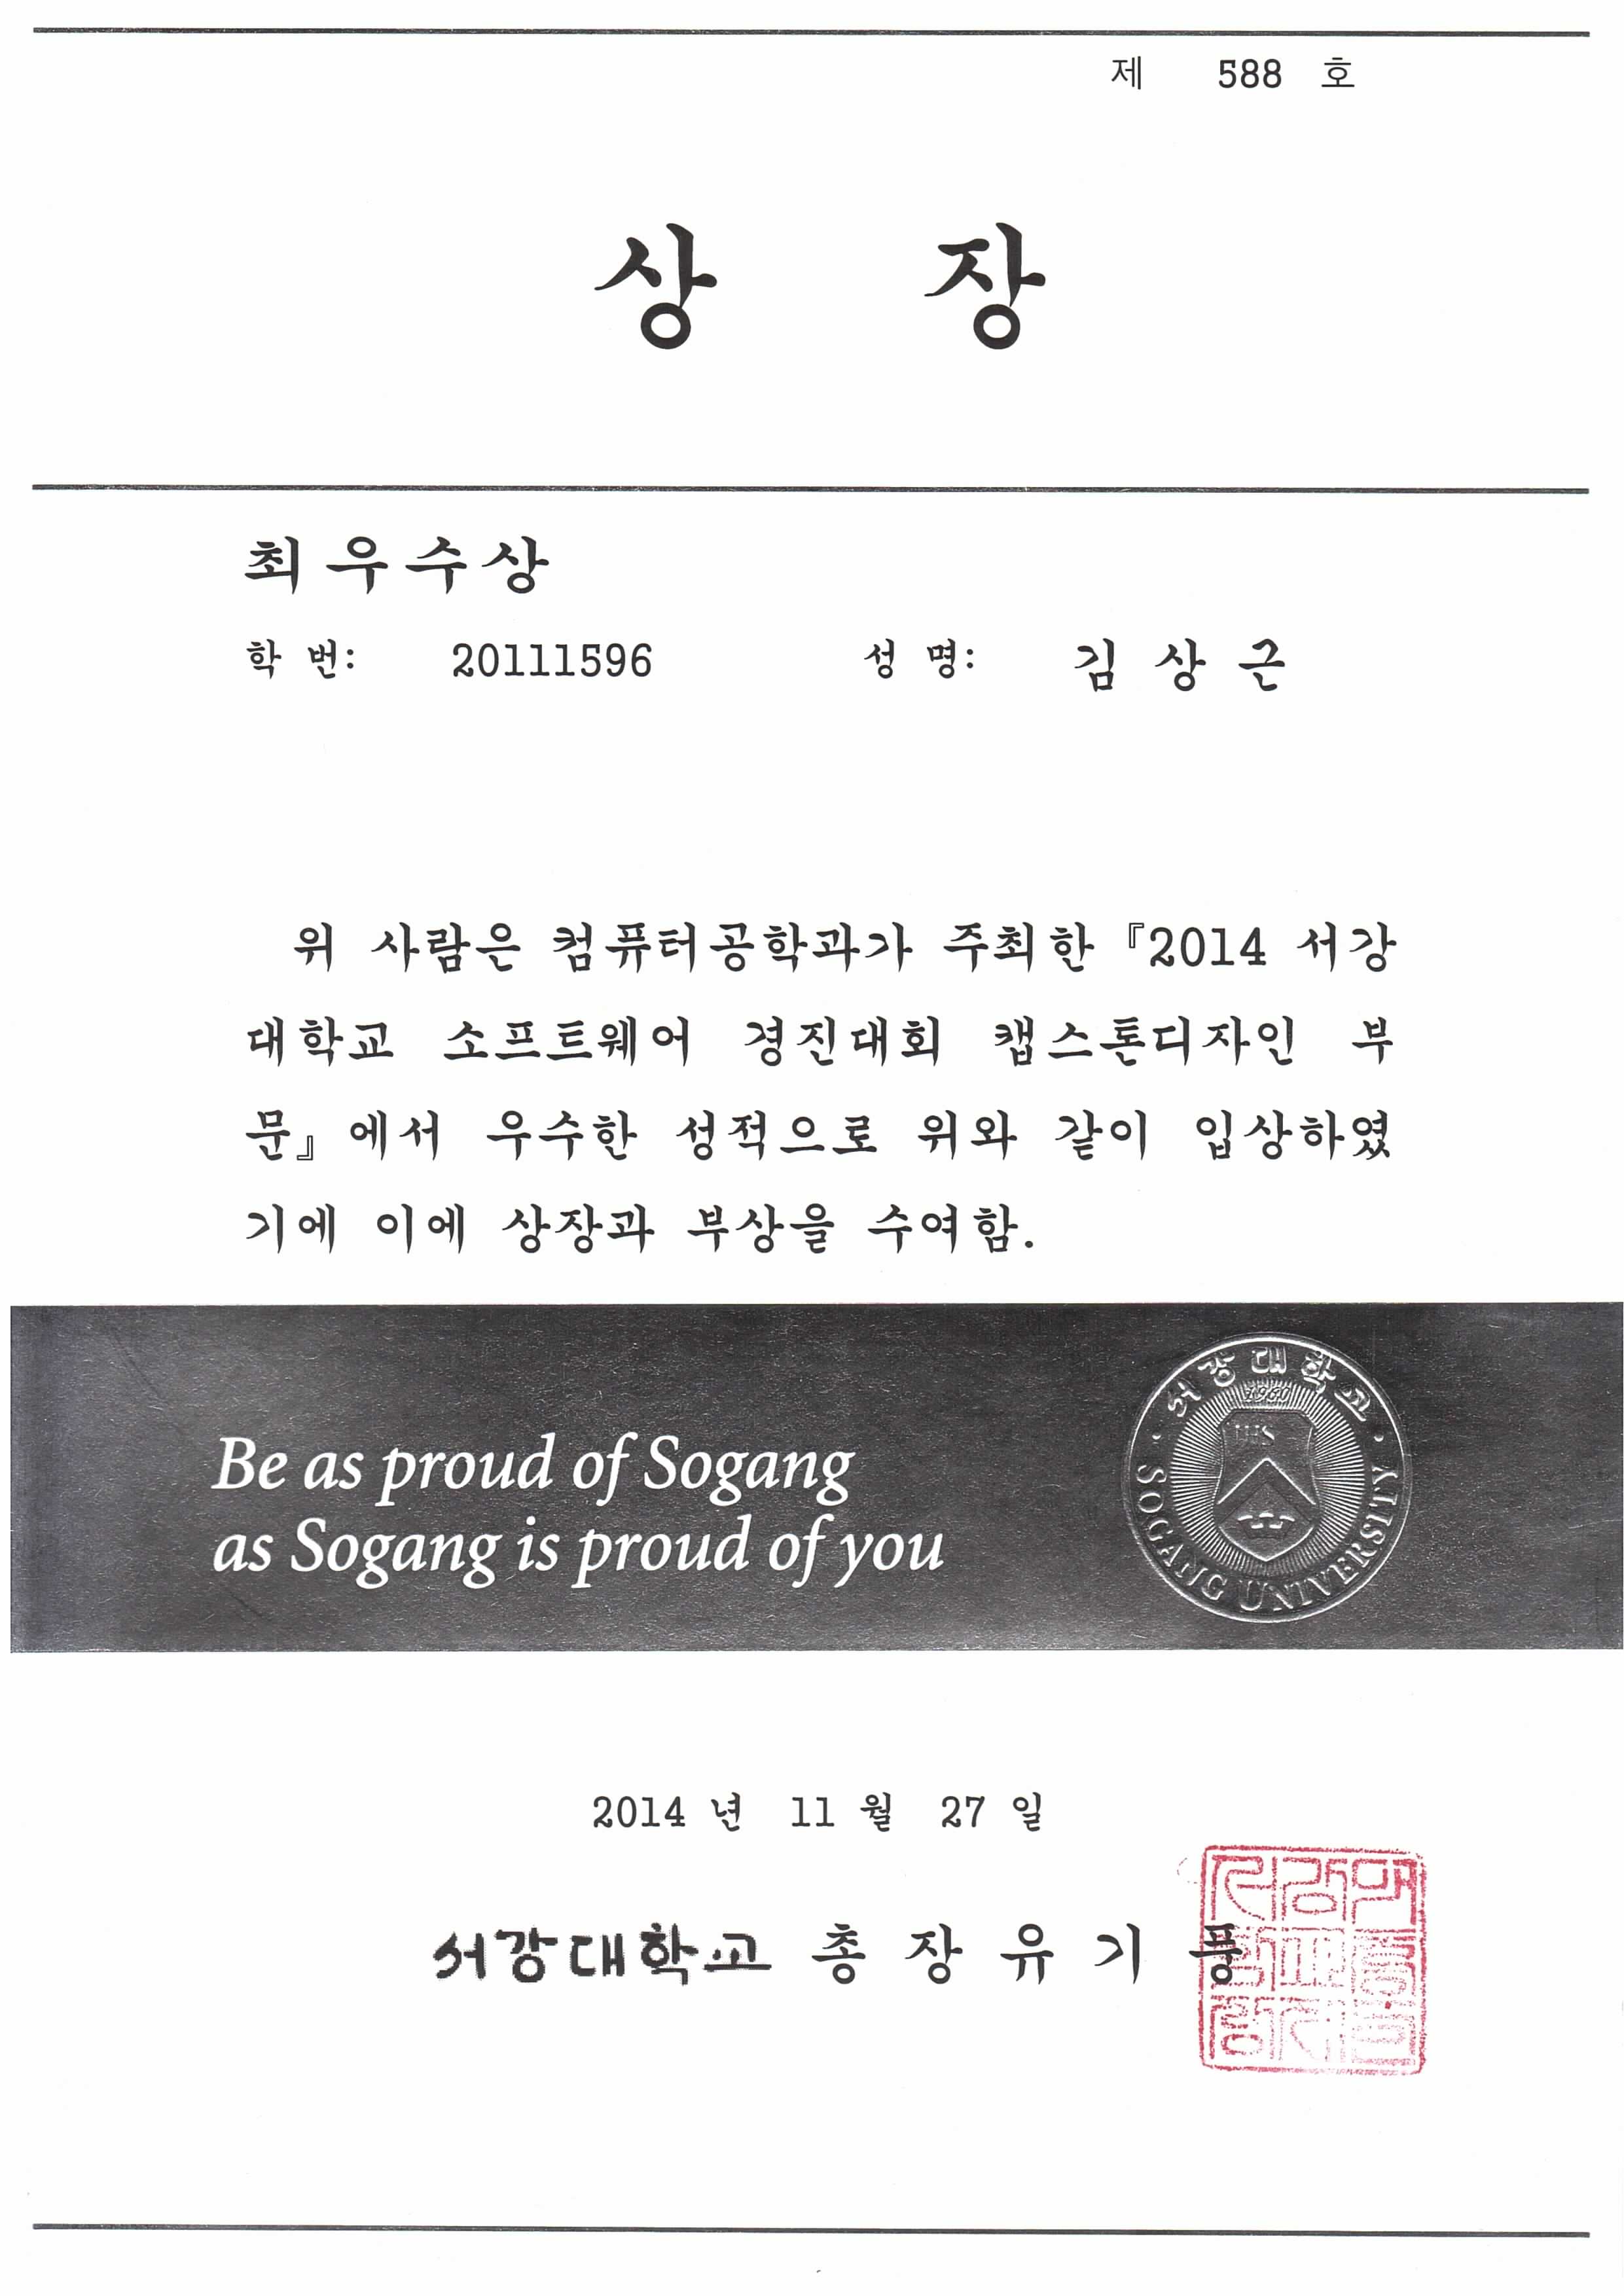 제 588 호
상 장
최우수상
학 번: 20111596 성 명: 김 상 근
위 사람은 컴퓨터공학과가 주최한 『2014 서강
대학교 소프트웨어 경진대회 캡스톤디자인 부
문』에서 우수한 성적으로 위와 같이 입상하였
기에 이에 상장과 부상을 수여함.
서강대학교
1960
IHS
SOGANG UNIVERSITY
Be as proud of Sogang
as Sogang is proud of you
2014 년 11 월 27 일
서강대학교 총 장 유 기 풍